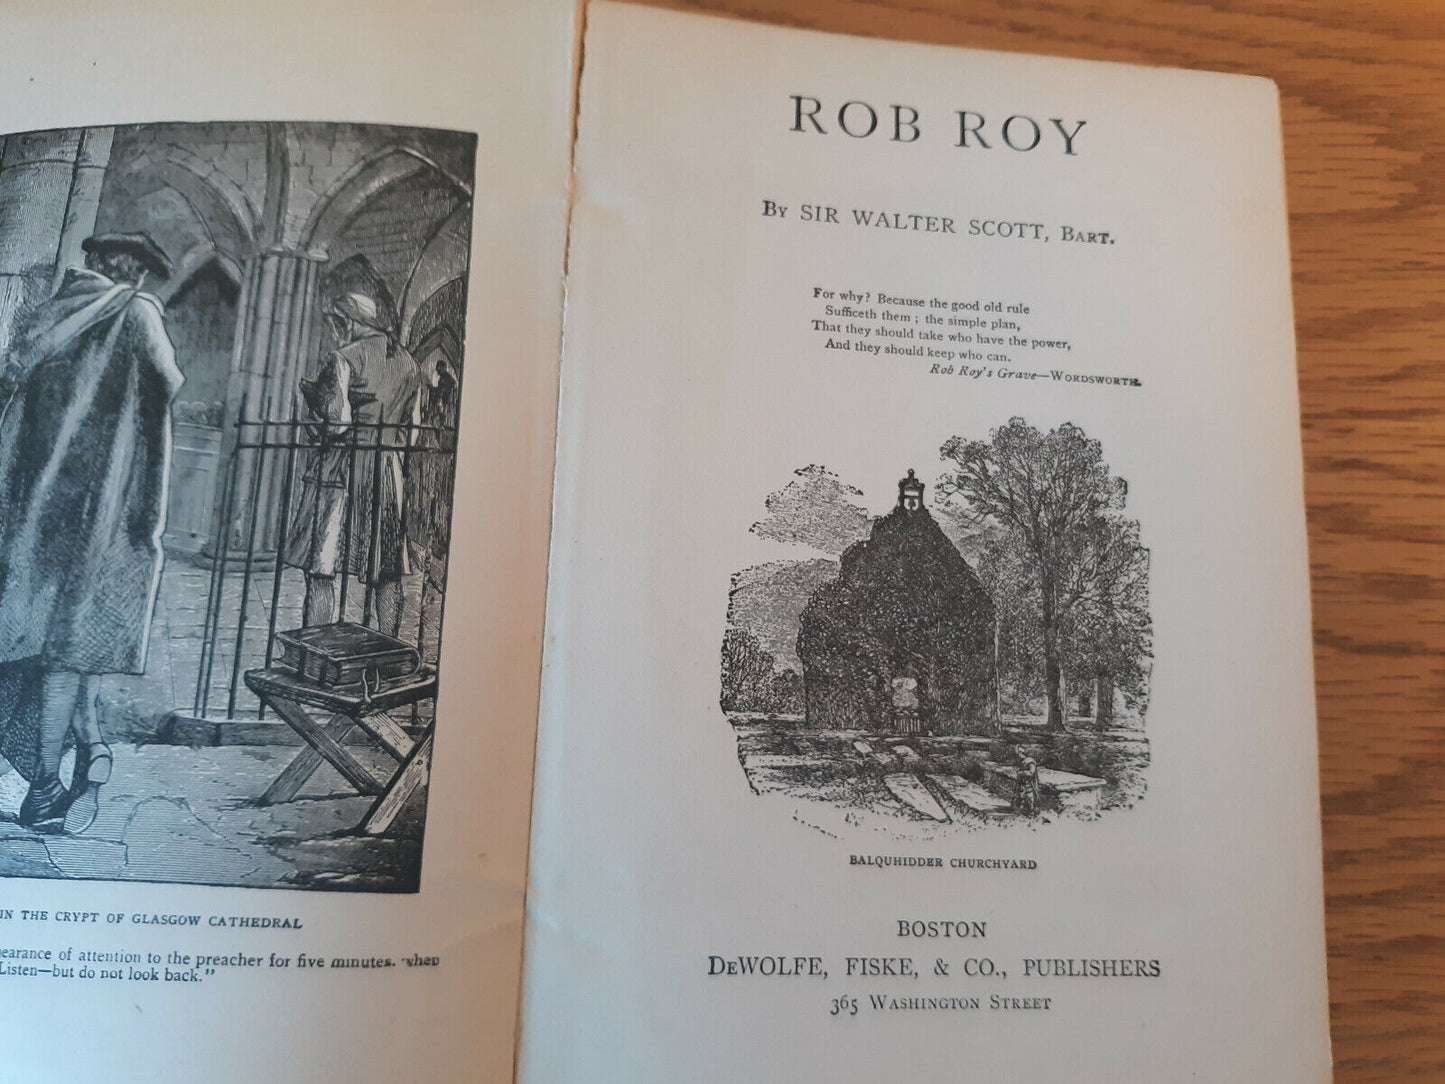 IN THE CRYPT OF GLASGOW CATHEDRAL
earance of attention to the preacher for five minutes, when
Listen—but do not look back."
ROB ROY
By SIR WALTER SCOTT, Bart.
For why? Because the good old rule
Sufficeth them; the simple plan,
That they should take who have the power,
And they should keep who can.
Rob Roy's Grave—Wordsworth.
BALQUHIDDER CHURCHYARD
BOSTON
DeWOLFE, FISKE, & CO., PUBLISHERS
365 Washington Street